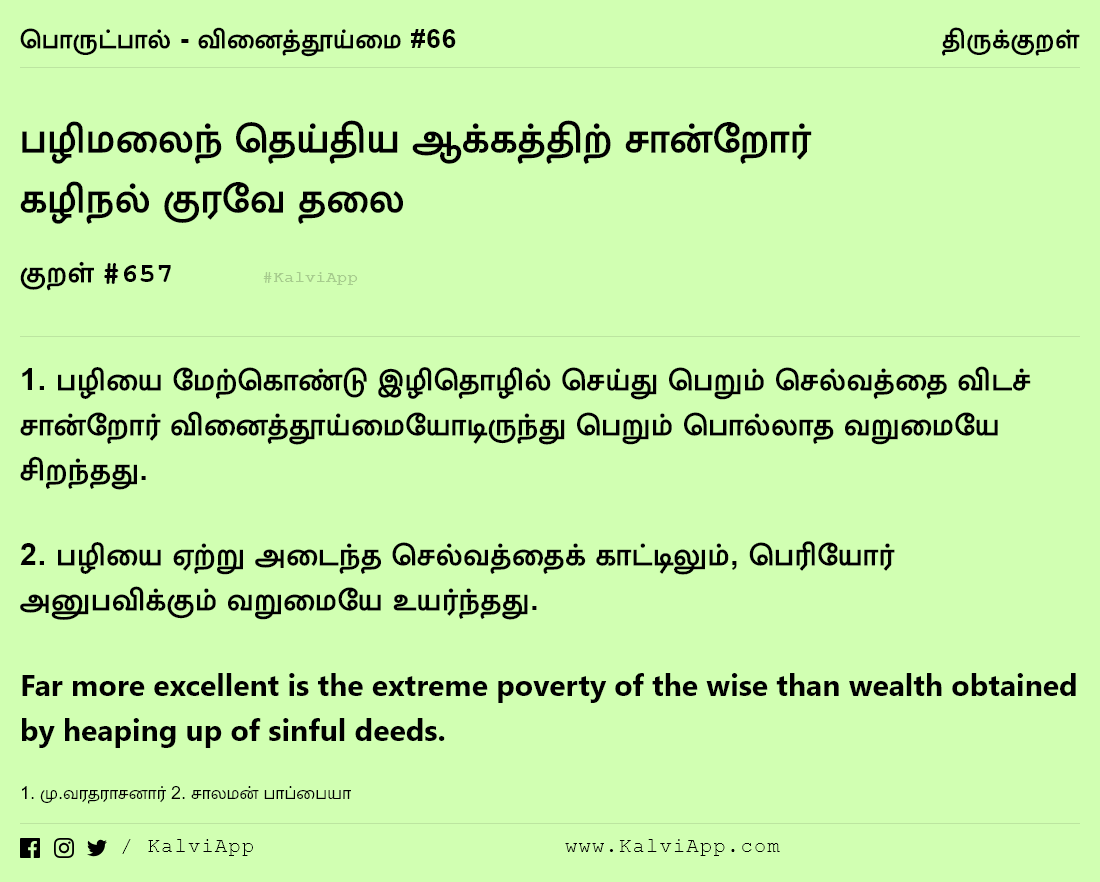 பொருட்பால் - வினைத்தூய்மை #66 திருக்குறள்
பழிமலைந் தெய்திய ஆக்கத்திற் சான்றோர்
கழிநல் குரவே தலை
குறள் #657 #KalviApp
1. பழியை மேற்கொண்டு இழிதொழில் செய்து பெறும் செல்வத்தை விடச்
சான்றோர் வினைத்தூய்மையோடிருந்து பெறும் பொல்லாத வறுமையே
சிறந்தது.
2. பழியை ஏற்று அடைந்த செல்வத்தைக் காட்டிலும், பெரியோர்
அனுபவிக்கும் வறுமையே உயர்ந்தது.
Far more excellent is the extreme poverty of the wise than wealth obtained
by heaping up of sinful deeds.
1. மு.வரதராசனார் 2. சாலமன் பாப்பையா
/ KalviApp www.KalviApp.com